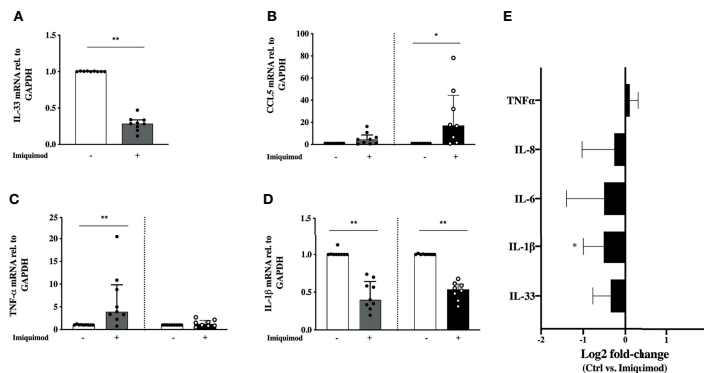 A
**
1.5
1.0
0.5
0.0
IL-33 mRNA rel. to
GAPDH
Imiquimod
-
+
B
*
100
80
60
40
20
0
CCL5 mRNA rel. to
GAPDH
Imiquimod
-
+
-
+
C
**
25
20
15
10
5
0
TNF-α mRNA rel. to
GAPDH
Imiquimod
-
+
-
+
D
**
**
1.5
1.0
0.5
0.0
IL-1β mRNA rel. to
GAPDH
Imiquimod
-
+
-
+
E
TNFα
IL-8
IL-6
IL-1β
*
IL-33
-2
-1
0
1
Log2 fold-change
(Ctrl vs. Imiquimod)